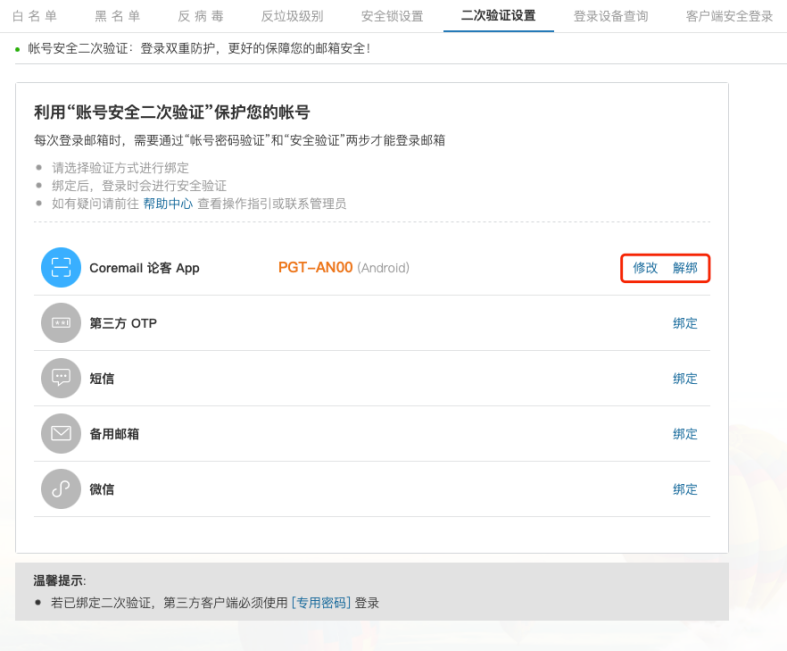 白名单 黑名单 反病毒 反垃圾级别 安全锁设置 二次验证设置 登录设备查询 客户端安全登录
帐号安全二次验证：登录双重防护，更好的保障您的邮箱安全！
利用“账号安全二次验证”保护您的帐号
每次登录邮箱时，需要通过“帐号密码验证”和“安全验证”两步才能登录邮箱
请选择验证方式进行绑定
绑定后，登录时会进行安全验证
如有疑问请前往 帮助中心 查看操作指引或联系管理员
Coremail 论客 App PGT-AN00 (Android) 修改 解绑
第三方 OTP 绑定
短信 绑定
备用邮箱 绑定
微信 绑定
温馨提示:
若已绑定二次验证，第三方客户端必须使用 [专用密码] 登录